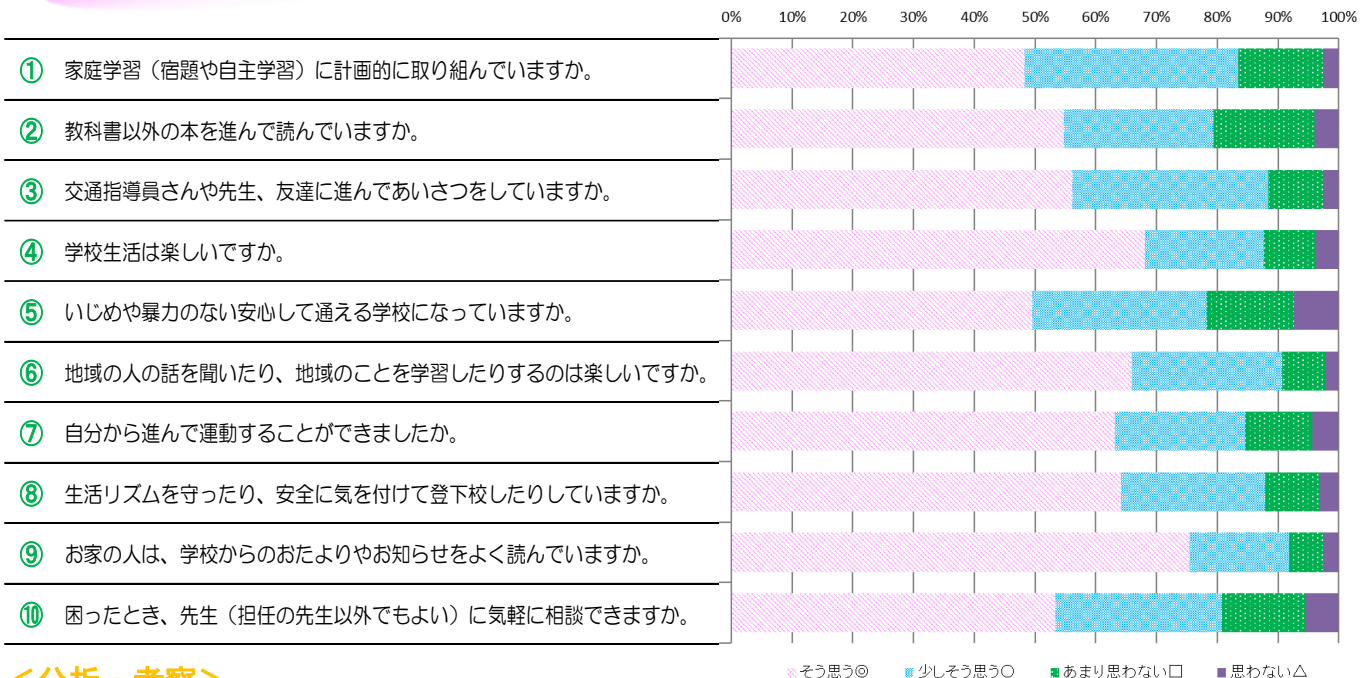 0% 10% 20% 30% 40% 50% 60% 70% 80% 90% 100%
① 家庭学習（宿題や自主学習）に計画的に取り組んでいますか。
② 教科書以外の本を進んで読んでいますか。
③ 交通指導員さんや先生、友達に進んであいさつをしていますか。
④ 学校生活は楽しいですか。
⑤ いじめや暴力のない安心して通える学校になっていますか。
⑥ 地域の人の話を聞いたり、地域のことを学習したりするのは楽しいですか。
⑦ 自分から進んで運動することができましたか。
⑧ 生活リズムを守ったり、安全に気を付けて登下校したりしていますか。
⑨ お家の人は、学校からのおたよりやお知らせをよく読んでいますか。
⑩ 困ったとき、先生（担任の先生以外でもよい）に気軽に相談できますか。
そう思う◎ 少しそう思う○ あまり思わない□ 思わない△
＜分析・考察＞